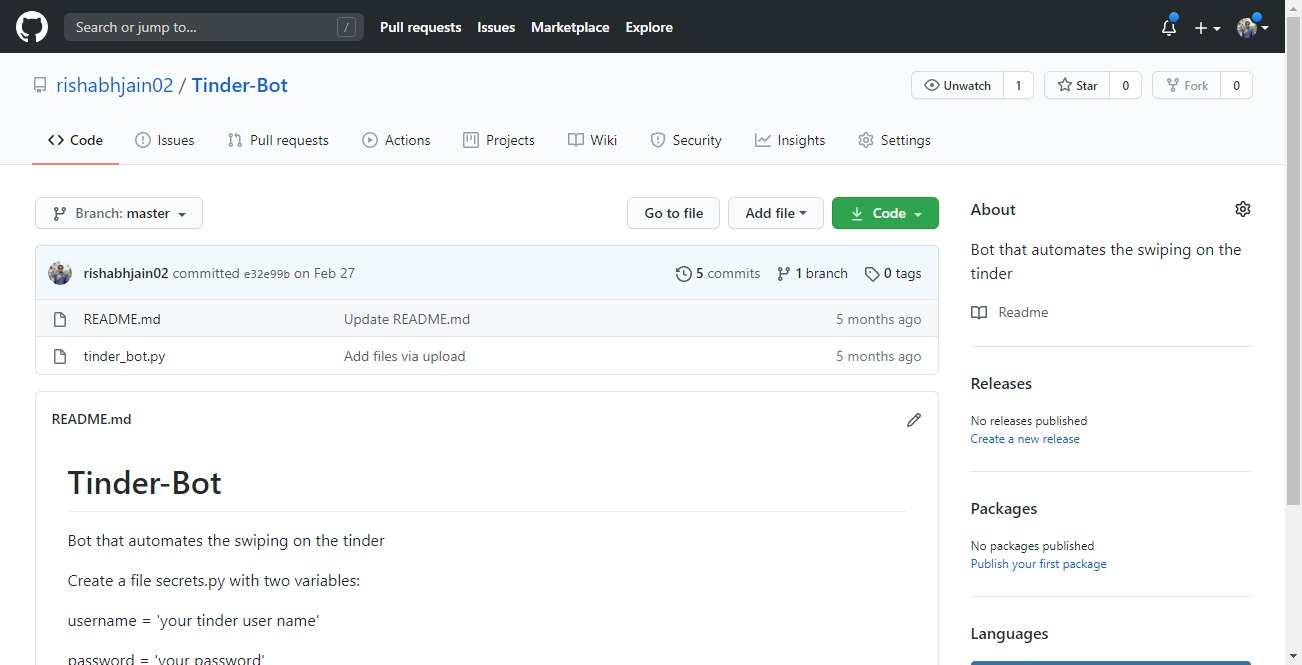 Search or jump to... / Pull requests Issues Marketplace Explore
rishabhjain02 / Tinder-Bot Unwatch 1 Star 0 Fork 0
Code Issues Pull requests Actions Projects Wiki Security Insights Settings
Branch: master Go to file Add file Code
rishabhjain02 committed e32e99b on Feb 27 5 commits 1 branch 0 tags
README.md Update README.md 5 months ago
tinder_bot.py Add files via upload 5 months ago
README.md
Tinder-Bot
Bot that automates the swiping on the tinder
Create a file secrets.py with two variables:
username = 'your tinder user name'
password = 'your password'
About
Bot that automates the swiping on the
tinder
Readme
Releases
No releases published
Create a new release
Packages
No packages published
Publish your first package
Languages